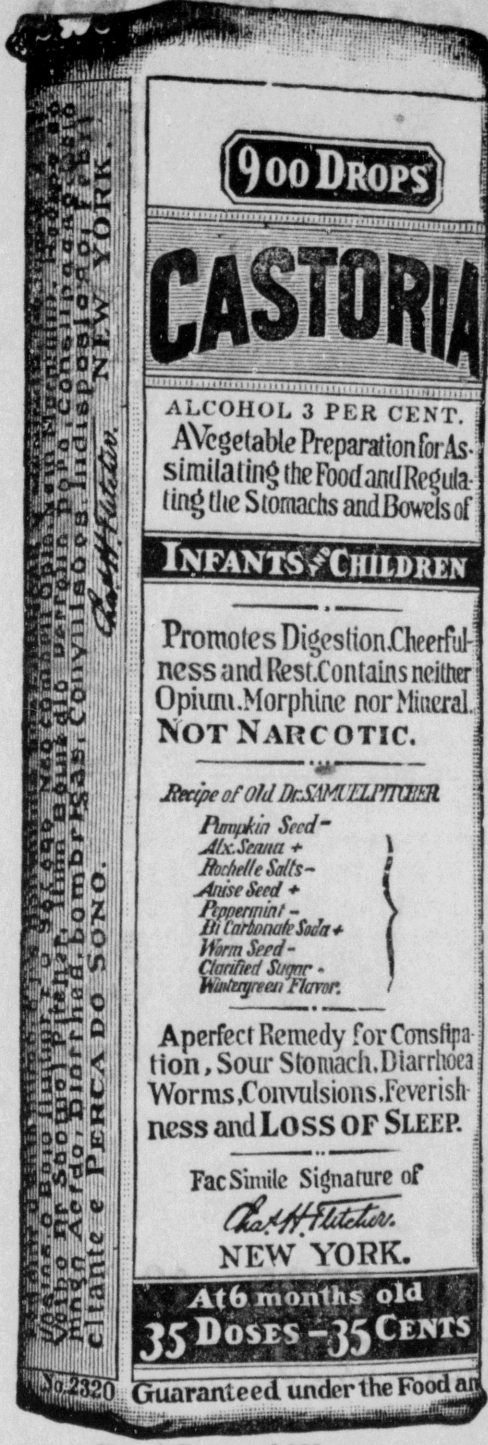 900 DROPS
CASTORIA
ALCOHOL 3 PER CENT.
A Vegetable Preparation for As-
similating the Food and Regula-
ting the Stomachs and Bowels of
INFANTS AND CHILDREN
Promotes Digestion.Cheerful-
ness and Rest.Contains neither
Opium.Morphine nor Mineral.
NOT NARCOTIC.
Recipe of Old Dr. SAMUEL PITCHER
Pumpkin Seed -
Alx. Senna +
Rochelle Salts -
Anise Seed +
Peppermint -
Bi Carbonate Soda +
Worm Seed -
Clarified Sugar -
Wintergreen Flavor.
A perfect Remedy for Constipa-
tion, Sour Stomach.Diarrhoea
Worms,Convulsions.Feverish-
ness and LOSS OF SLEEP.
Fac Simile Signature of
Chas. H. Fletcher.
NEW YORK.
At 6 months old
35 DOSES - 35 CENTS
Guaranteed under the Food an
No. 2320
Convulsões, Indisposição
ciante e PERCA DO SONO.
Chas H Fletcher.
NEW YORK.